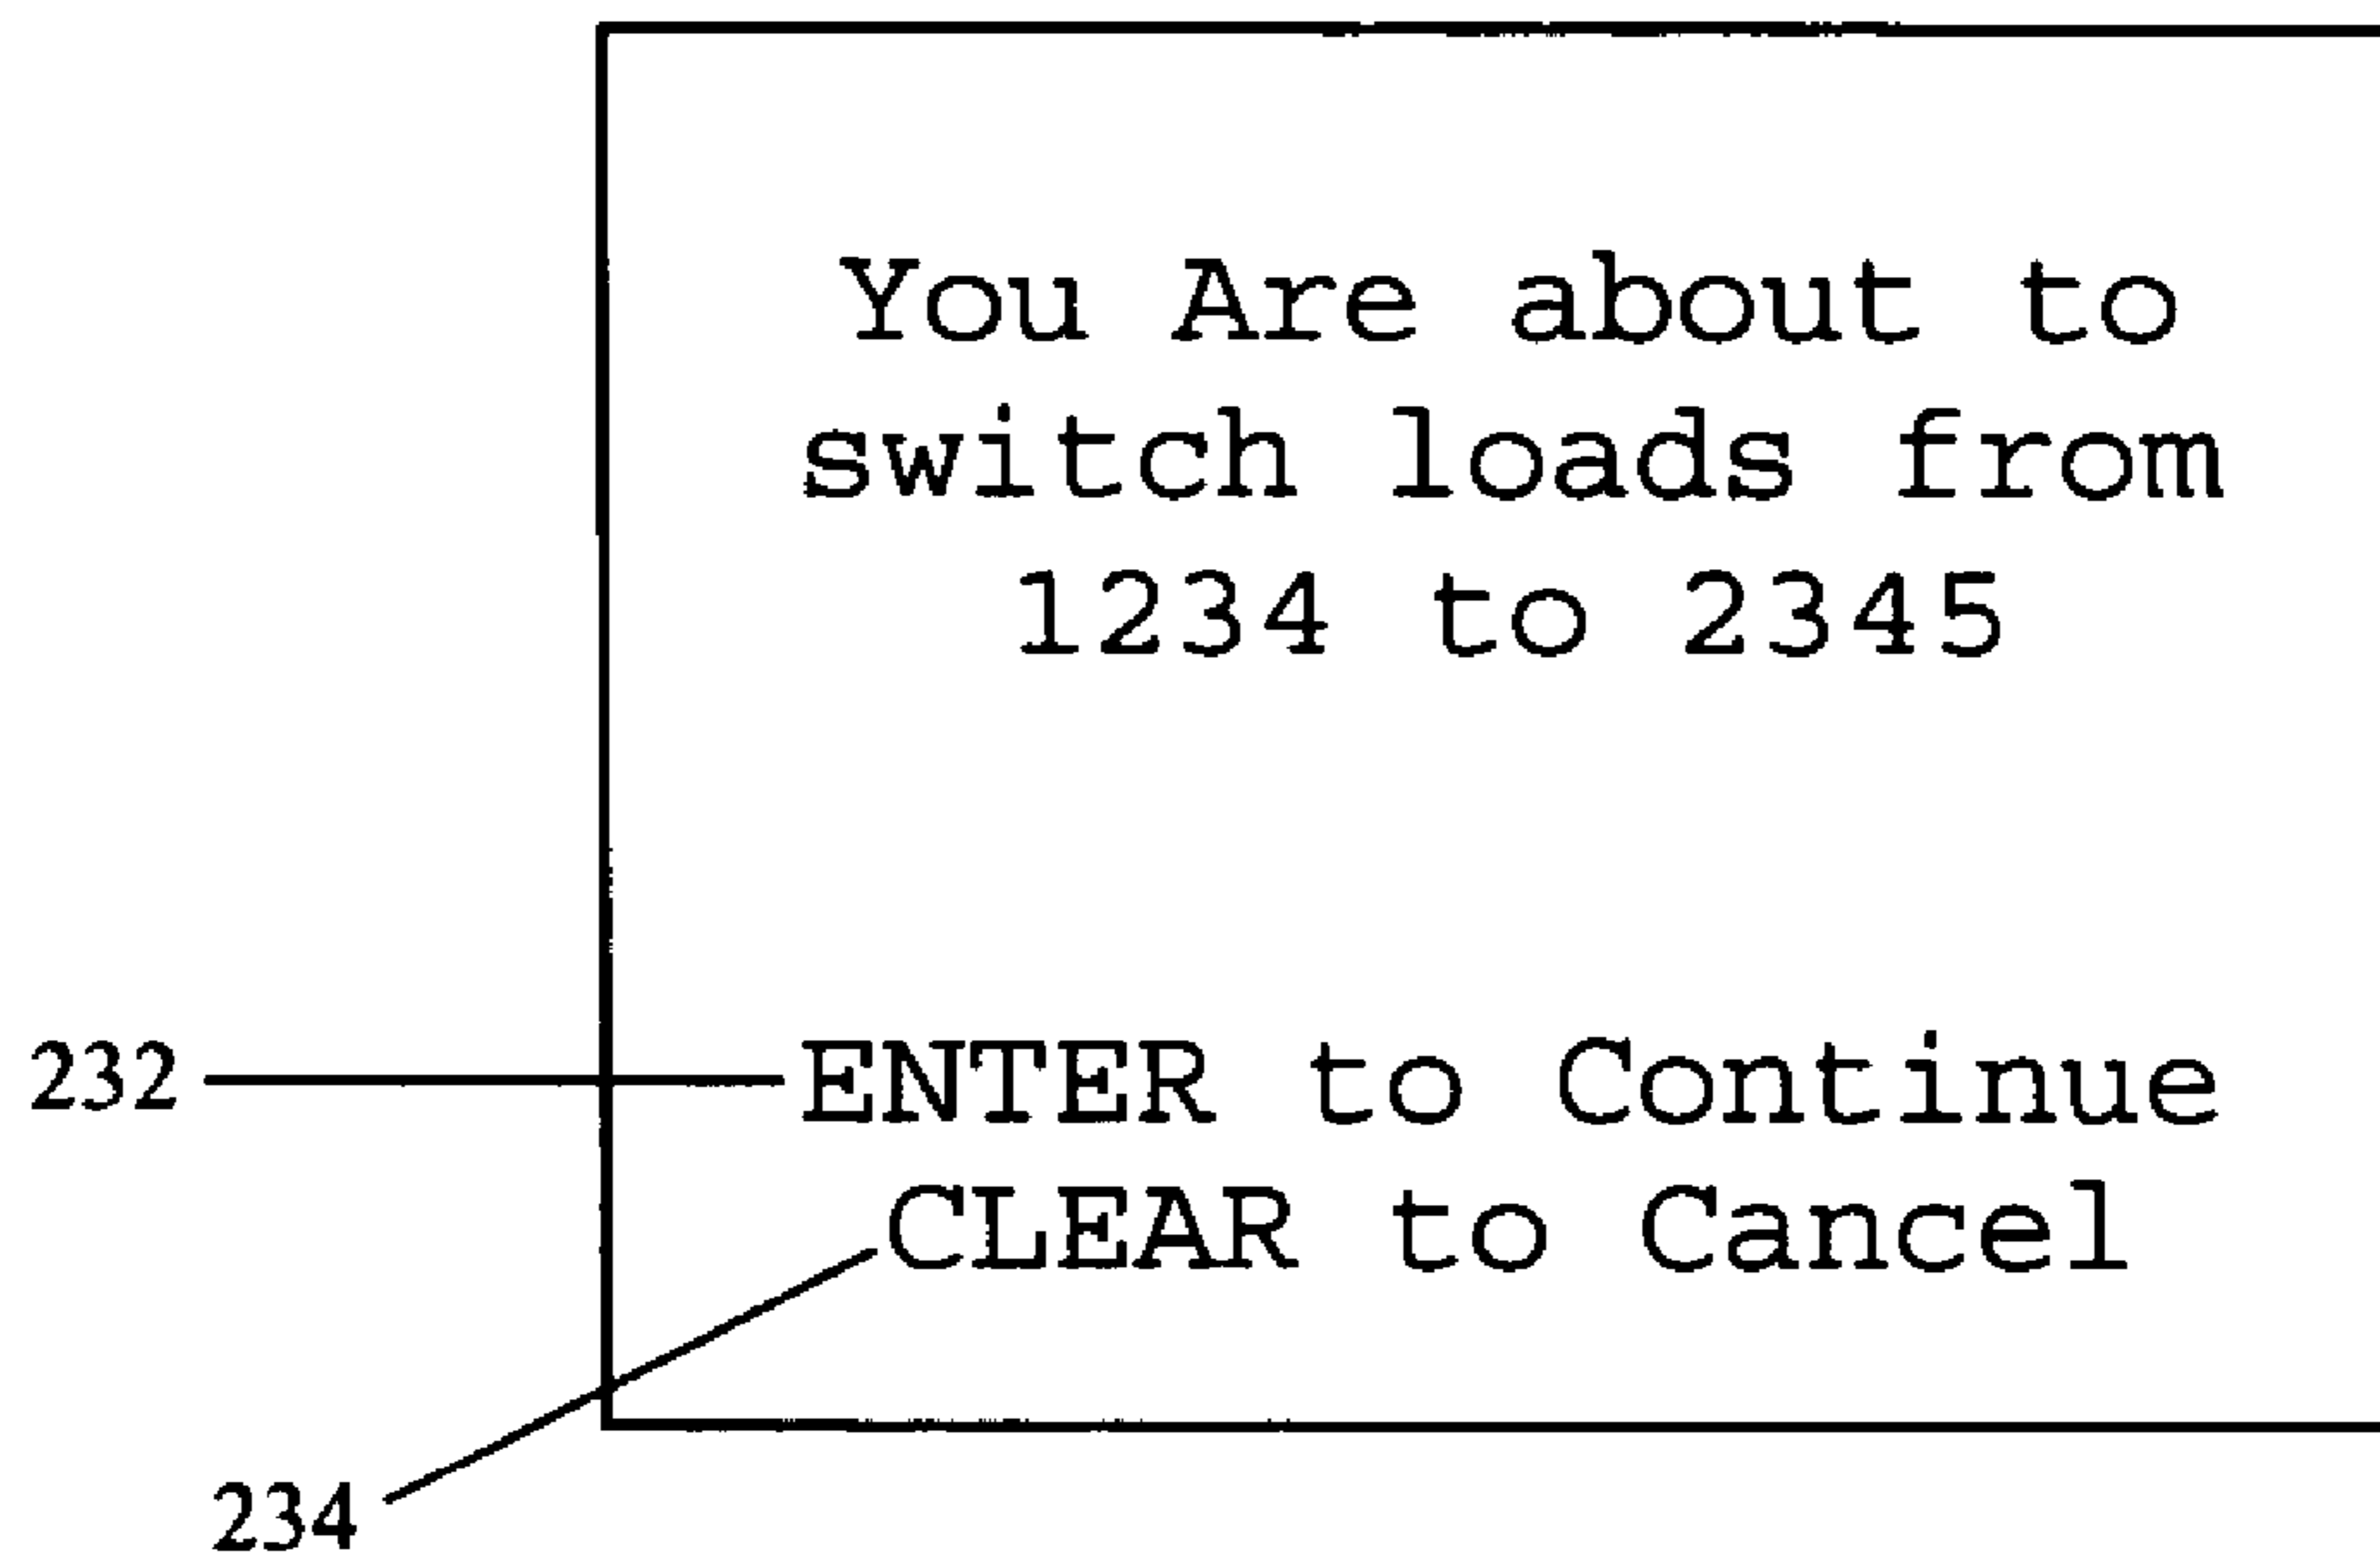 You Are about to
switch loads from
1234 to 2345
232
ENTER to Continue
CLEAR to Cancel
234